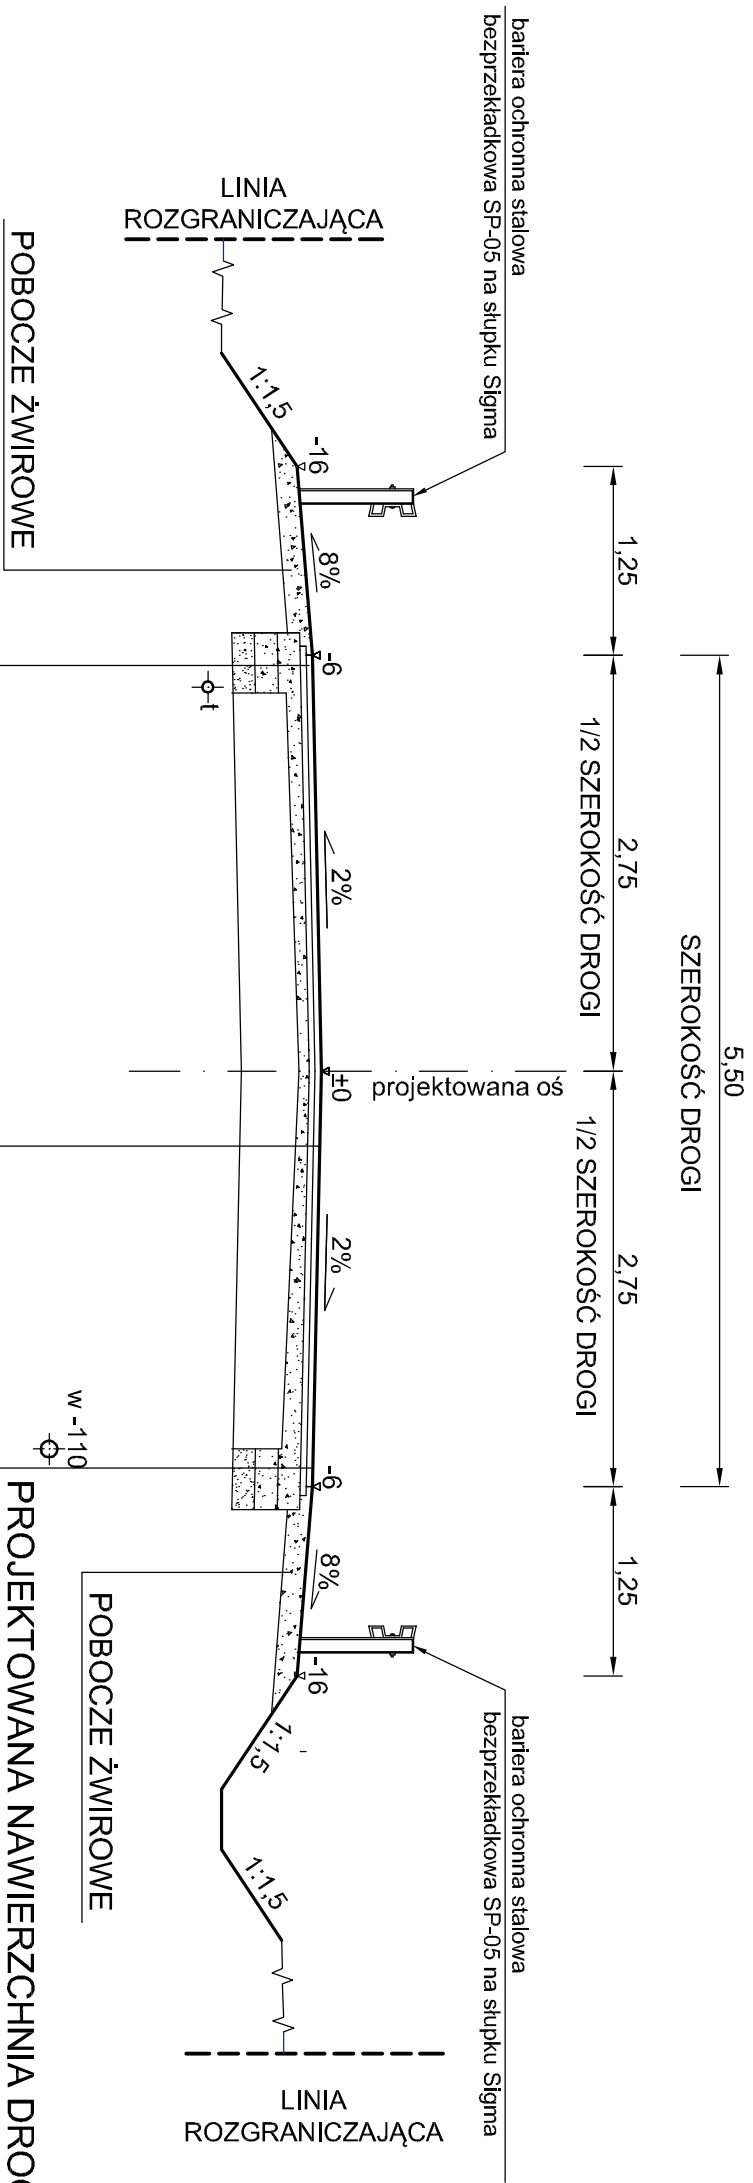 bariera ochronna stalowa
bezprzekładkowa SP-05 na słupku Sigma
LINIA
ROZGRANICZAJĄCA
1:1,5
-16
8%
-6
1,25
2,75
1/2 SZEROKOŚĆ DROGI
5,50
SZEROKOŚĆ DROGI
2%
±0
projektowana oś
2,75
1/2 SZEROKOŚĆ DROGI
2%
-6
1,25
8%
-16
1:1,5
1:1,5
bariera ochronna stalowa
bezprzekładkowa SP-05 na słupku Sigma
LINIA
ROZGRANICZAJĄCA
POBOCZE ŻWIROWE
t
w -110
POBOCZE ŻWIROWE
PROJEKTOWANA NAWIERZCHNIA